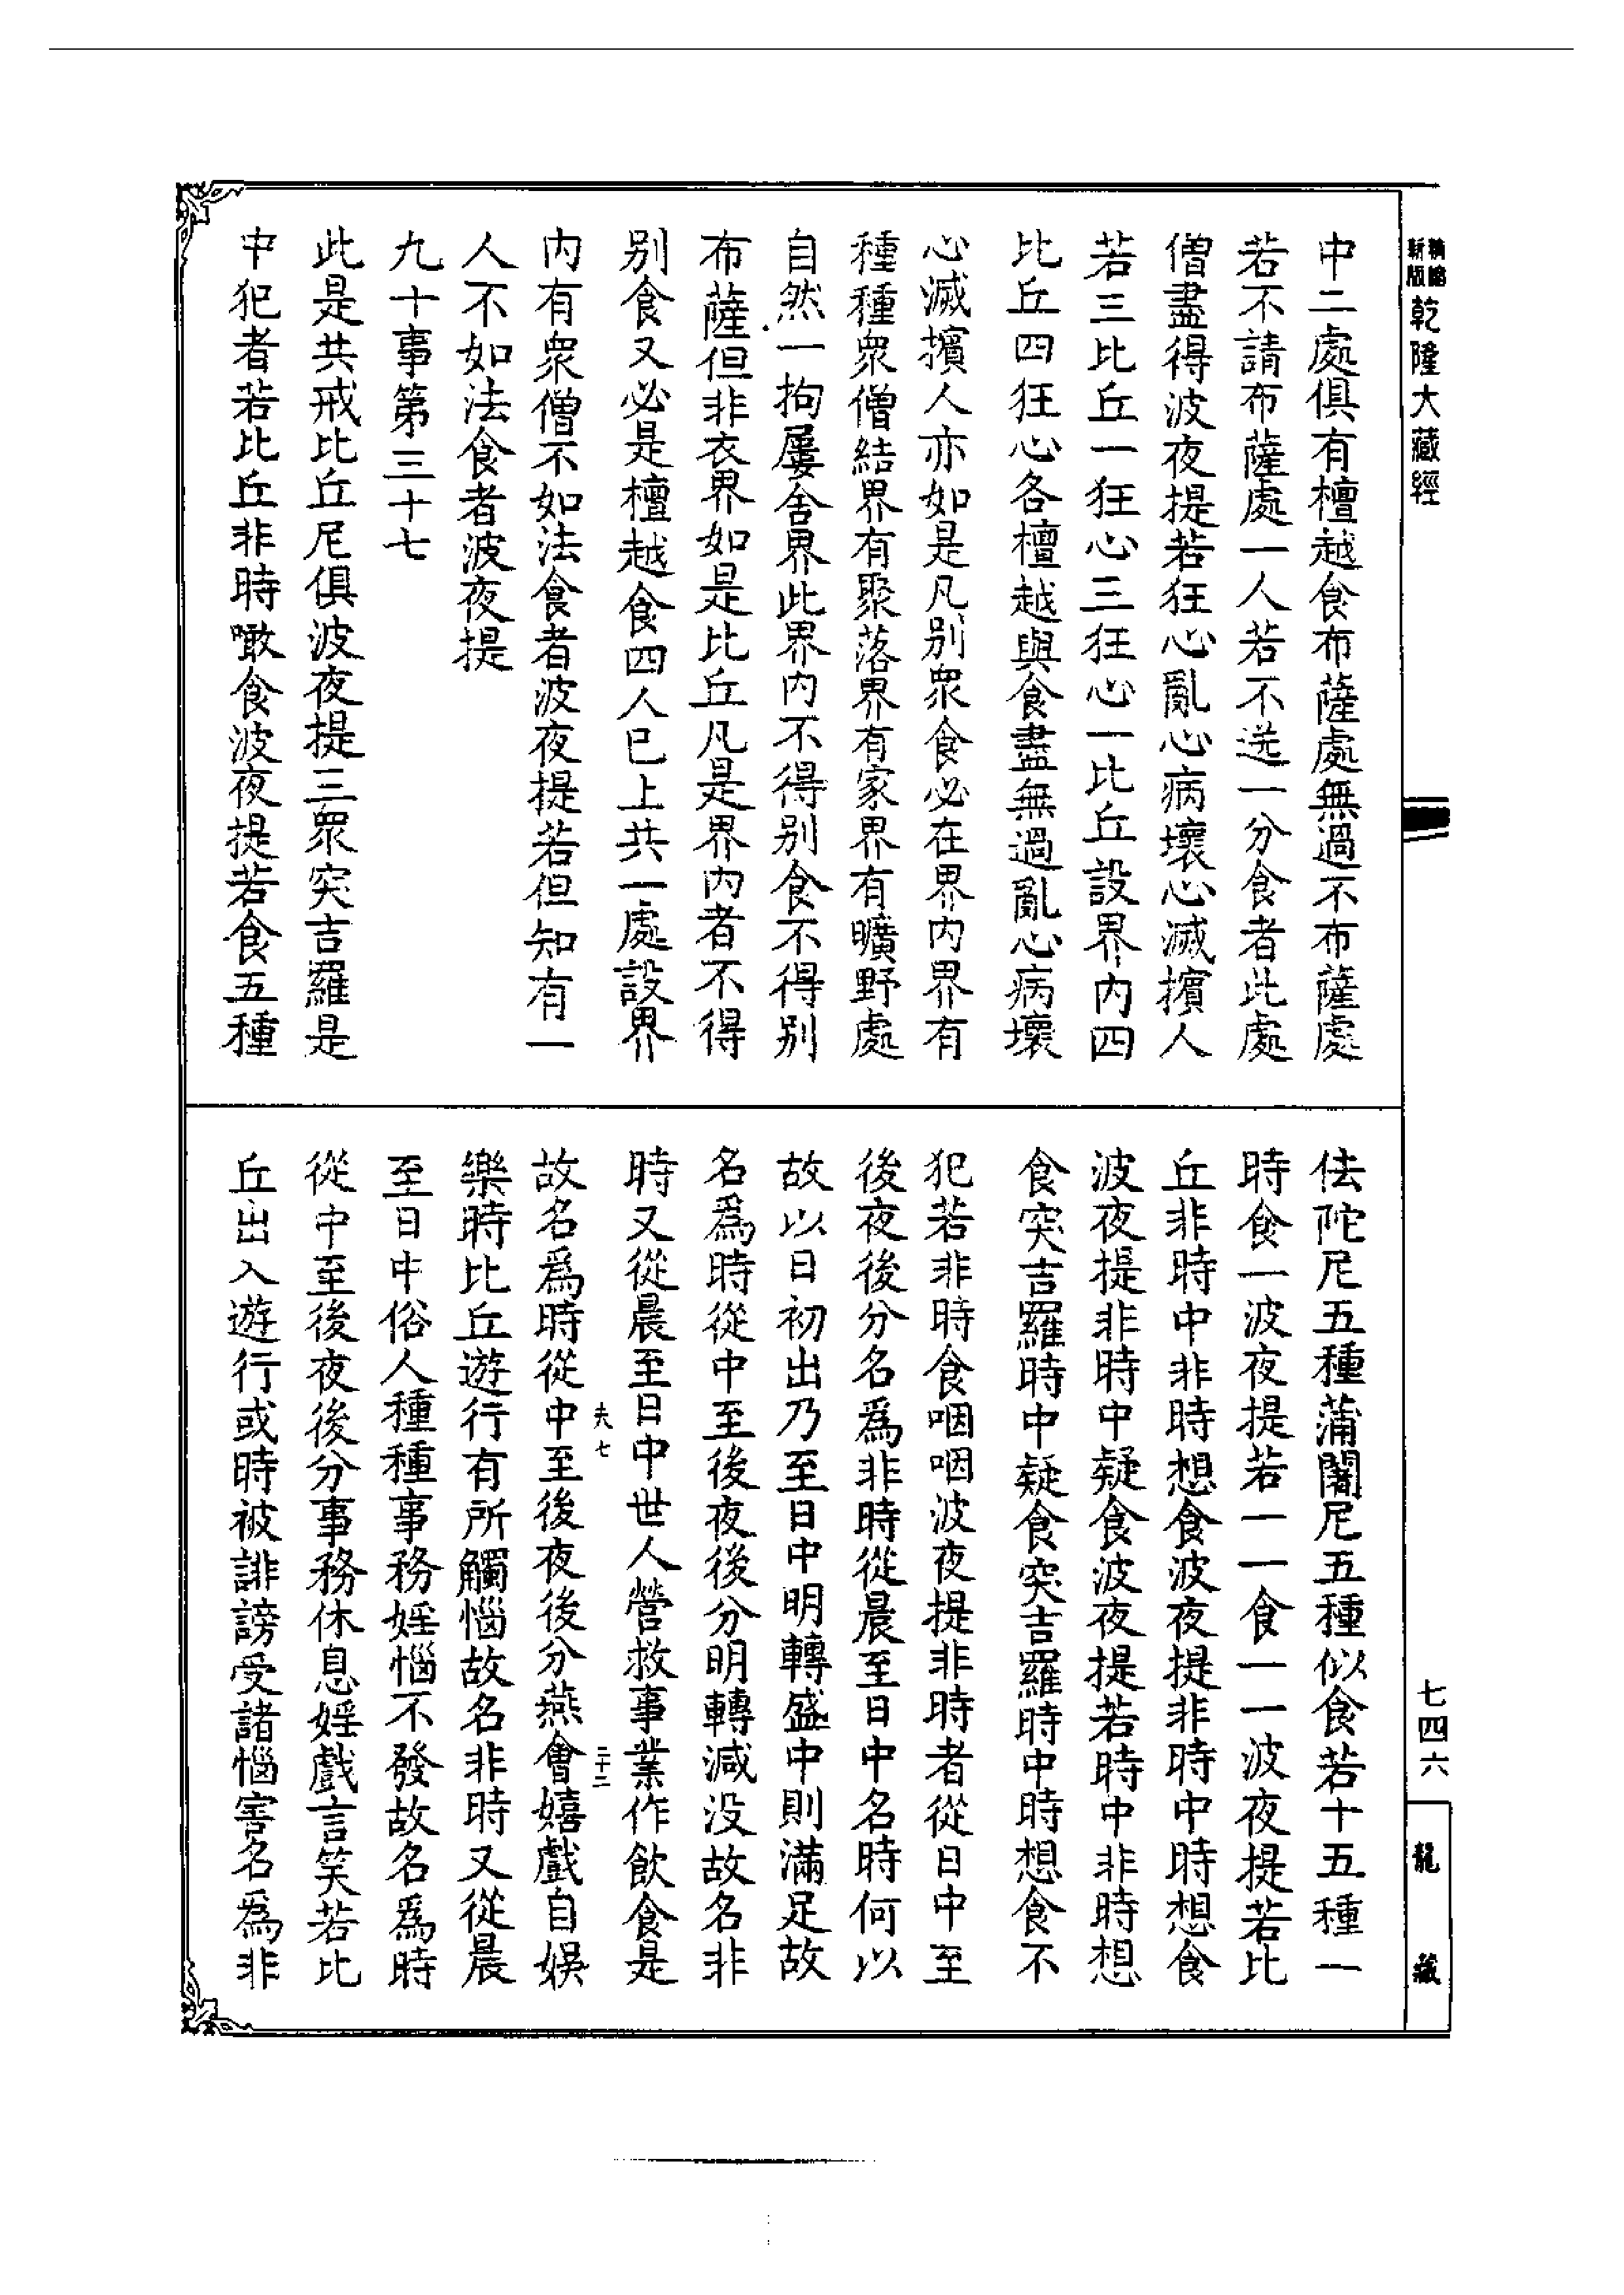 精縮
新版
乾隆大藏經
中二處俱有檀越食布薩處無過不布薩處
若不請布薩處一人若不送一分食者此處
僧盡得波夜提若狂心亂心病壞心滅擯人
若三比丘一狂心三狂心一比丘設界內四
比丘四狂心各檀越與食盡無過亂心病壞
心滅擯人亦如是凡別衆食必在界內界有
種種衆僧結界有聚落界有家界有曠野處
自然一拘屢舍界此界內不得別食不得別
布薩但非衣界如是比丘凡是界內者不得
別食又必是檀越食四人已上共一處設界
內有衆僧不如法食者波夜提若但知有一
人不如法食者波夜提
九十事第三十七
此是共戒比丘尼俱波夜提三衆突吉羅是
中犯者若比丘非時噉食波夜提若食五種
佉陀尼五種蒲闍尼五種似食若十五種一
時食一波夜提若一一食一一波夜提若比
丘非時中非時想食波夜提非時中時想食
波夜提非時中疑食波夜提若時中非時想
食突吉羅時中疑食突吉羅時中時想食不
犯若非時食咽咽波夜提非時者從日中至
後夜後分名爲非時從晨至日中名時何以
故以日初出乃至日中明轉盛中則滿足故
名爲時從中至後夜後分明轉減沒故名非
時又從晨至日中世人營救事業作飲食是
夫七
二十二
故名爲時從中至後夜後分燕會嬉戲自娛
樂時比丘遊行有所觸惱故名非時又從晨
至日中俗人種種事務婬惱不發故名爲時
從中至後夜後分事務休息婬戲言笑若比
丘出入遊行或時被誹謗受諸惱害名爲非
七四六
龍藏